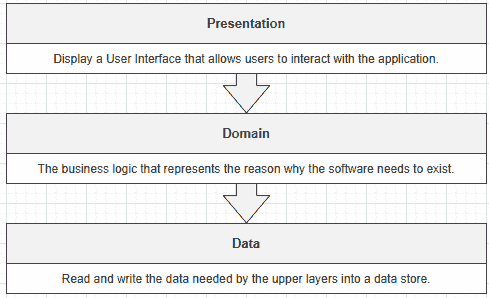 Presentation
Display a User Interface that allows users to interact with the application.
Domain
The business logic that represents the reason why the software needs to exist.
Data
Read and write the data needed by the upper layers into a data store.